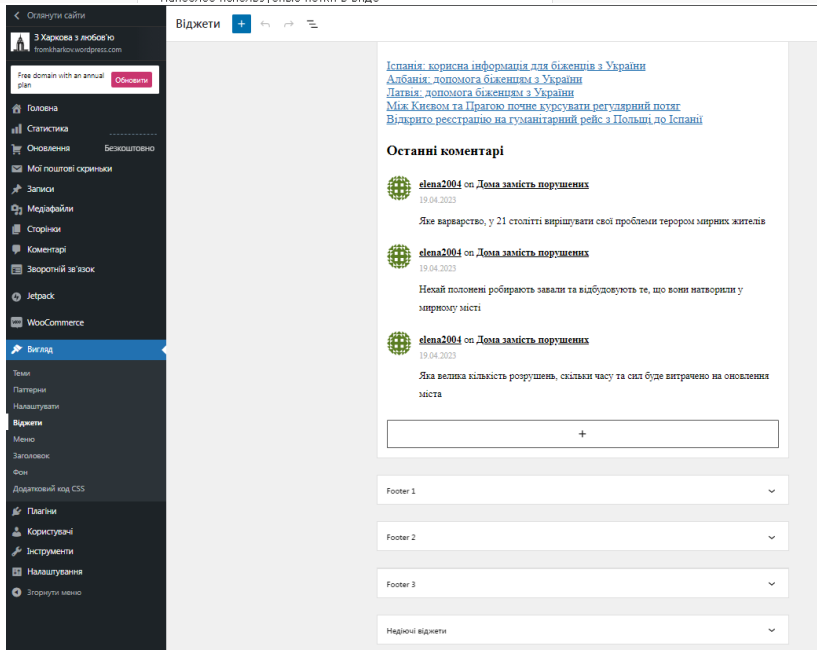 Оглянути сайти
З Харкова з любов'ю
fromkharkov.wordpress.com
Free domain with an annual
plan
Обновити
Головна
Статистика
Оновлення Безкоштовно
Мої поштові скриньки
Записи
Медіафайли
Сторінки
Коментарі
Зворотній зв'язок
Jetpack
WooCommerce
Вигляд
Теми
Паттерни
Налаштувати
Віджети
Меню
Заголовок
Фон
Додатковий код CSS
Плагіни
Користувачі
Інструменти
Налаштування
Згорнути меню
Віджети
Іспанія: корисна інформація для біженців з України
Албанія: допомога біженцям з України
Латвія: допомога біженцям з України
Між Києвом та Прагою почне курсувати регулярний потяг
Відкрито реєстрацію на гуманітарний рейс з Польщі до Іспанії
Останні коментарі
elena2004 on Дома замість порушених
19.04.2023
Яке варварство, у 21 столітті вирішувати свої проблеми терором мирних жителів
elena2004 on Дома замість порушених
19.04.2023
Нехай полонені робирають завали та відбудовують те, що вони натворили у
мирному місті
elena2004 on Дома замість порушених
19.04.2023
Яка велика кількість розрушень, скільки часу та сил буде витрачено на оновлення
міста
Footer 1
Footer 2
Footer 3
Недіючі віджети